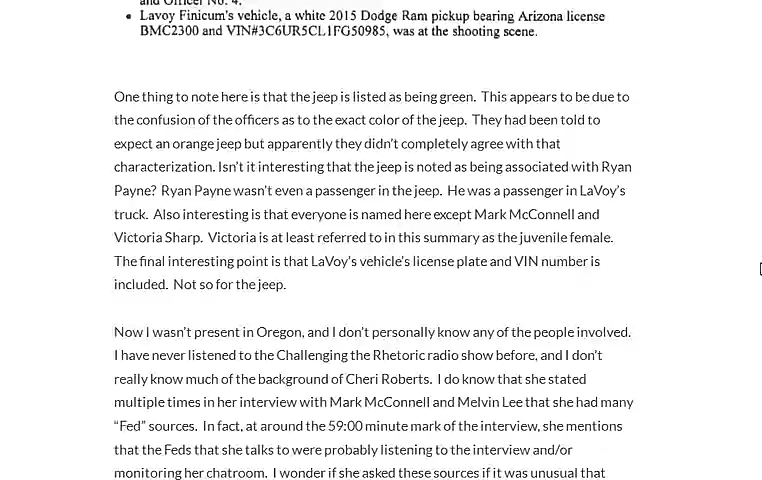 and Officer No. 4.
• Lavoy Finicum's vehicle, a white 2015 Dodge Ram pickup bearing Arizona license
BMC2300 and VIN#3C6UR5CL1FG50985, was at the shooting scene.
One thing to note here is that the jeep is listed as being green. This appears to be due to
the confusion of the officers as to the exact color of the jeep. They had been told to
expect an orange jeep but apparently they didn't completely agree with that
characterization. Isn't it interesting that the jeep is noted as being associated with Ryan
Payne? Ryan Payne wasn't even a passenger in the jeep. He was a passenger in LaVoy's
truck. Also interesting is that everyone is named here except Mark McConnell and
Victoria Sharp. Victoria is at least referred to in this summary as the juvenile female.
The final interesting point is that LaVoy's vehicle's license plate and VIN number is
included. Not so for the jeep.
Now I wasn't present in Oregon, and I don't personally know any of the people involved.
I have never listened to the Challenging the Rhetoric radio show before, and I don't
really know much of the background of Cheri Roberts. I do know that she stated
multiple times in her interview with Mark McConnell and Melvin Lee that she had many
"Fed" sources. In fact, at around the 59:00 minute mark of the interview, she mentions
that the Feds that she talks to were probably listening to the interview and/or
monitoring her chatroom. I wonder if she asked these sources if it was unusual that